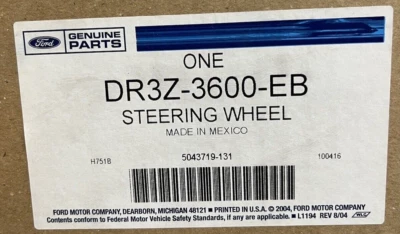 Ford GENUINE PARTS
ONE
DR3Z-3600-EB
STEERING WHEEL
MADE IN MEXICO
H751B 5043719-131 100416
FORD MOTOR COMPANY, DEARBORN, MICHIGAN 48121 ■ PRINTED IN U.S.A. © 2004, FORD MOTOR COMPANY
Contents conform to Federal Motor Vehicle Safety Standards, if any are applicable. ■ L1194 REV 8/04